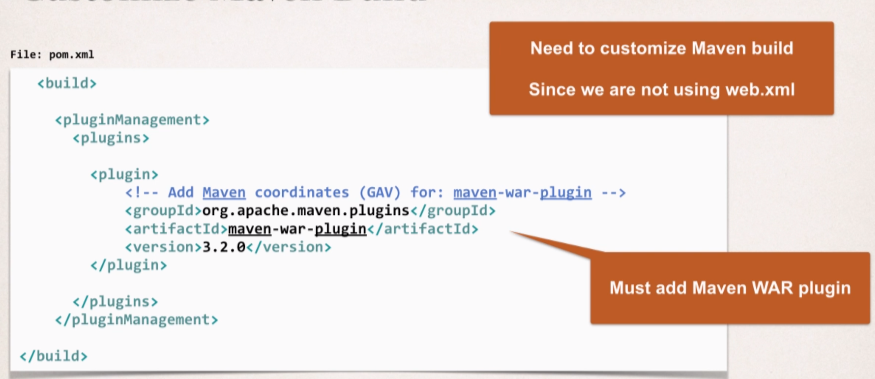 File: pom.xml
Need to customize Maven build
Since we are not using web.xml
<build>
<pluginManagement>
<plugins>
<plugin>
<!-- Add Maven coordinates (GAV) for: maven-war-plugin -->
<groupId>org.apache.maven.plugins</groupId>
<artifactId>maven-war-plugin</artifactId>
<version>3.2.0</version>
</plugin>
Must add Maven WAR plugin
</plugins>
</pluginManagement>
</build>